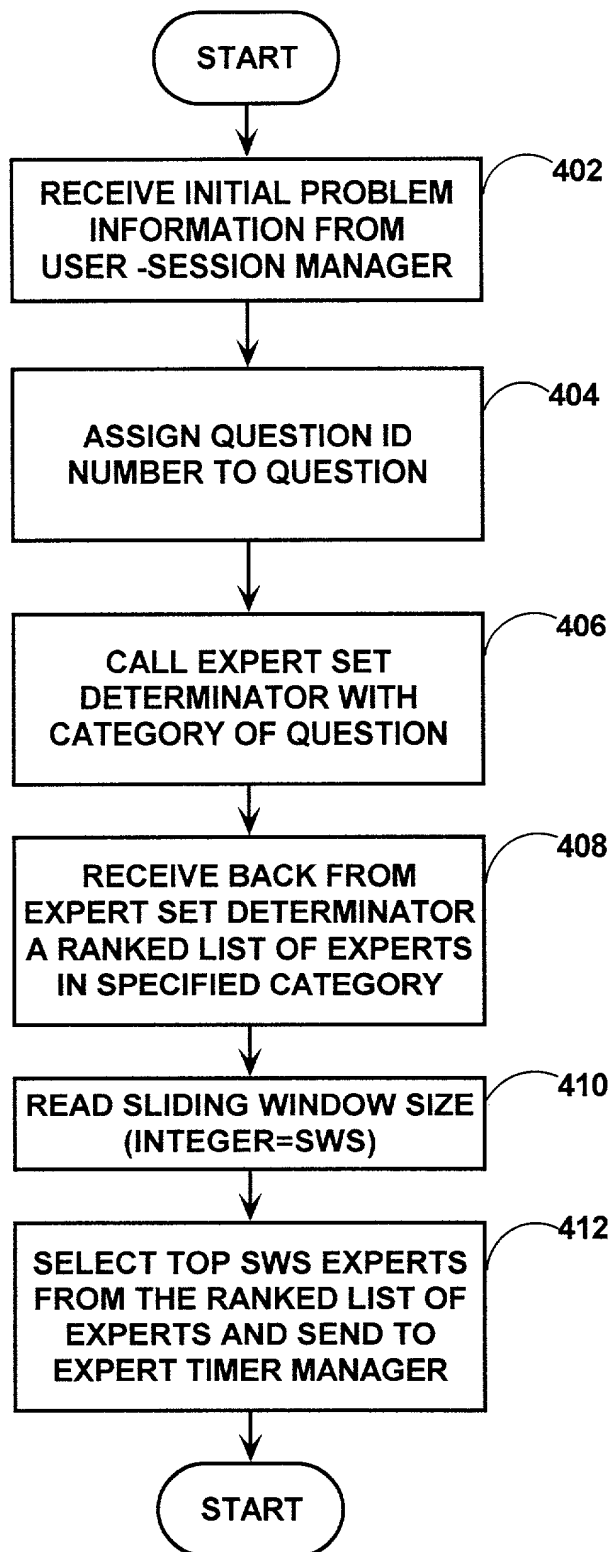 START
402
RECEIVE INITIAL PROBLEM
INFORMATION FROM
USER -SESSION MANAGER
404
ASSIGN QUESTION ID
NUMBER TO QUESTION
406
CALL EXPERT SET
DETERMINATOR WITH
CATEGORY OF QUESTION
408
RECEIVE BACK FROM
EXPERT SET DETERMINATOR
A RANKED LIST OF EXPERTS
IN SPECIFIED CATEGORY
410
READ SLIDING WINDOW SIZE
(INTEGER=SWS)
412
SELECT TOP SWS EXPERTS
FROM THE RANKED LIST OF
EXPERTS AND SEND TO
EXPERT TIMER MANAGER
START